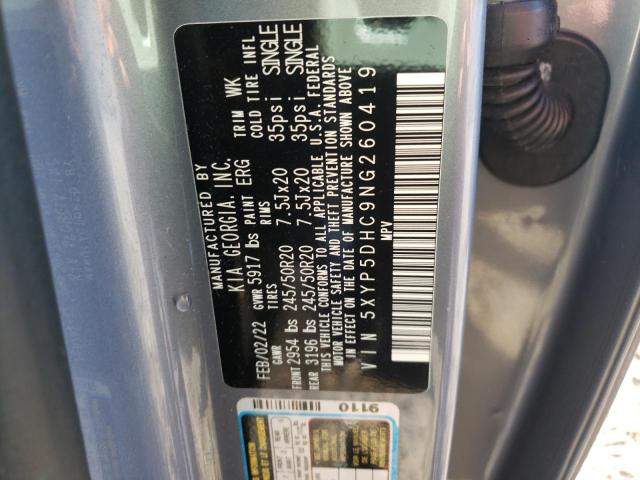 MANUFACTURED BY
KIA GEORGIA, INC.
FEB/02/22 GVWR 5917 lbs PAINT ERG TRIM WK
GAWR TIRES RIMS COLD TIRE INFL
FRONT 2954 lbs 245/50R20 7.5Jx20 35psi SINGLE
REAR 3196 lbs 245/50R20 7.5Jx20 35psi SINGLE
THIS VEHICLE CONFORMS TO ALL APPLICABLE U.S.A. FEDERAL
MOTOR VEHICLE SAFETY AND THEFT PREVENTION STANDARDS
IN EFFECT ON THE DATE OF MANUFACTURE SHOWN ABOVE
VIN 5XYP5DHC9NG260419
MPV
9110